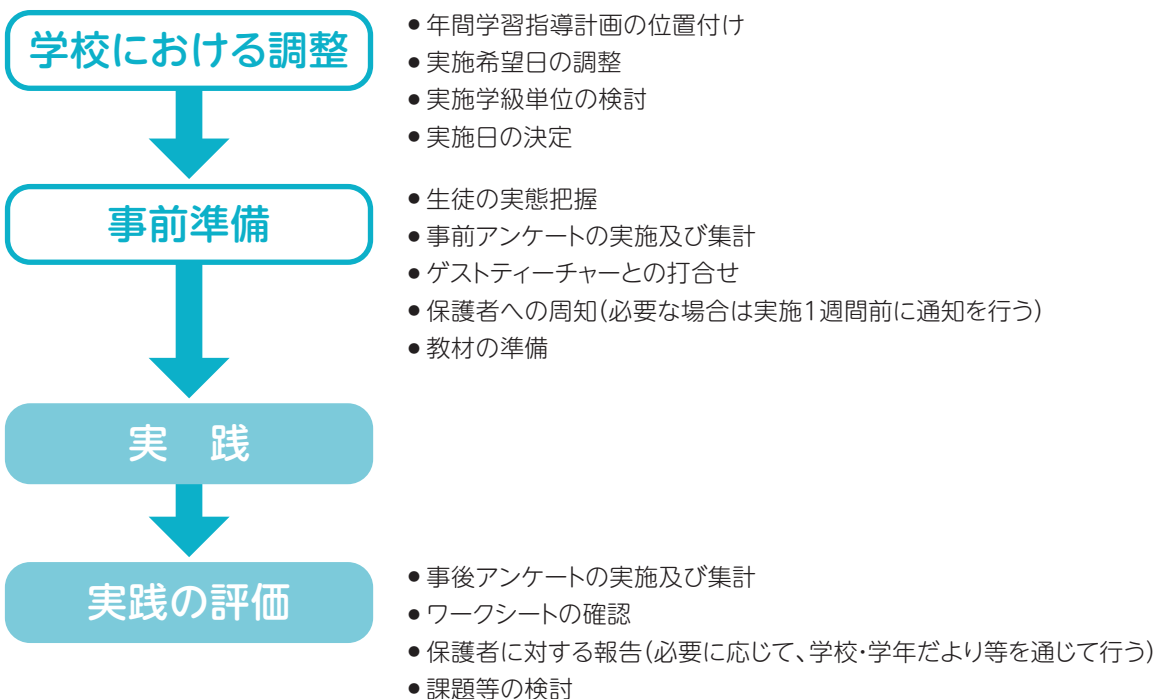 学校における調整
● 年間学習指導計画の位置付け
● 実施希望日の調整
● 実施学級単位の検討
● 実施日の決定
事前準備
● 生徒の実態把握
● 事前アンケートの実施及び集計
● ゲストティーチャーとの打合せ
● 保護者への周知(必要な場合は実施1週間前に通知を行う)
● 教材の準備
実　践
実践の評価
● 事後アンケートの実施及び集計
● ワークシートの確認
● 保護者に対する報告(必要に応じて、学校・学年だより等を通じて行う)
● 課題等の検討